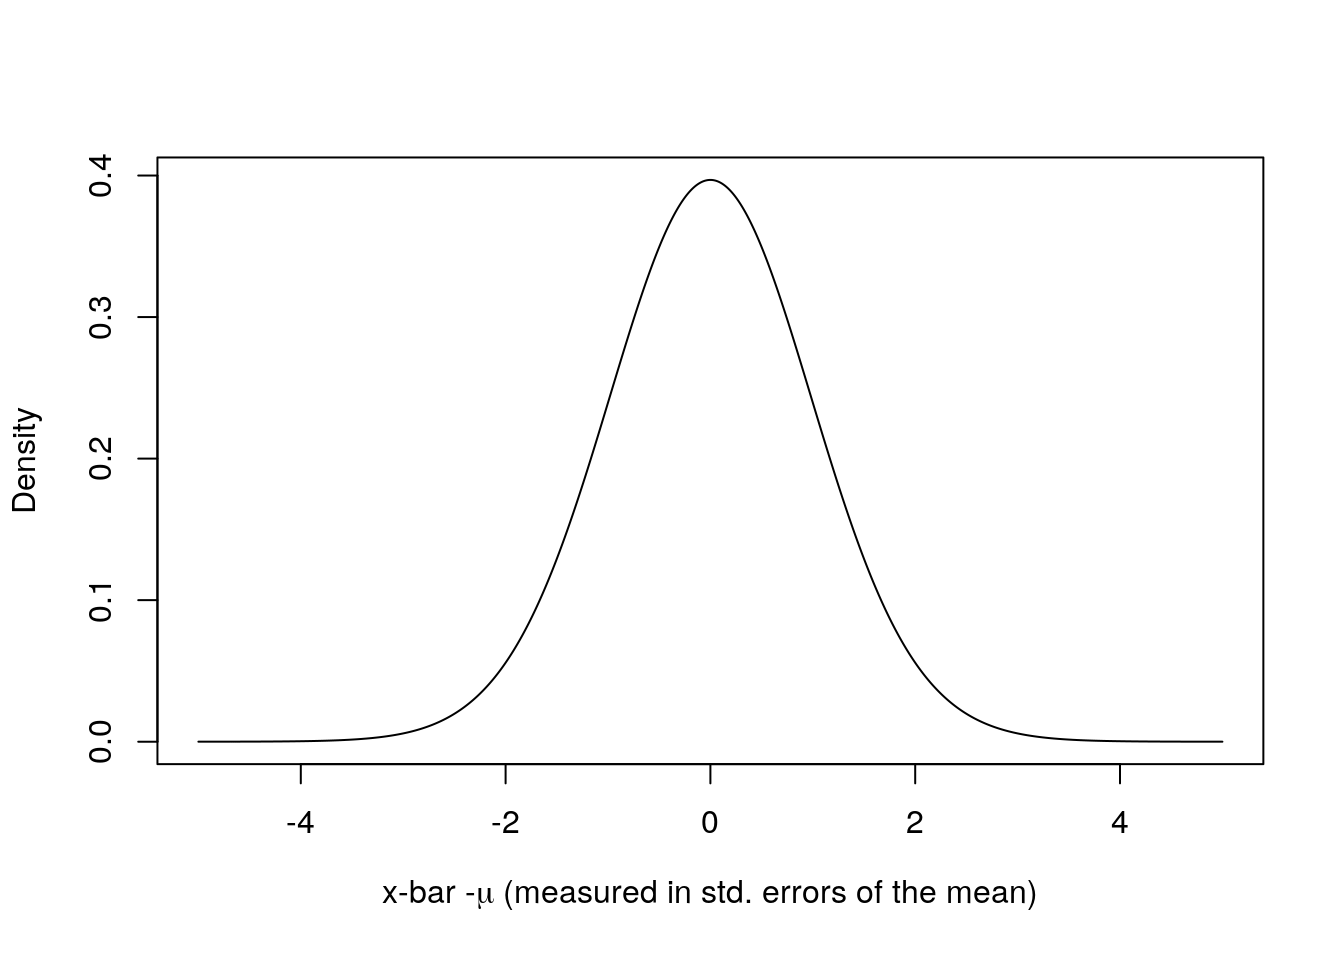 Density
0.4
0.3
0.2
0.1
0.0
-4 -2 0 2 4
x-bar -μ (measured in std. errors of the mean)